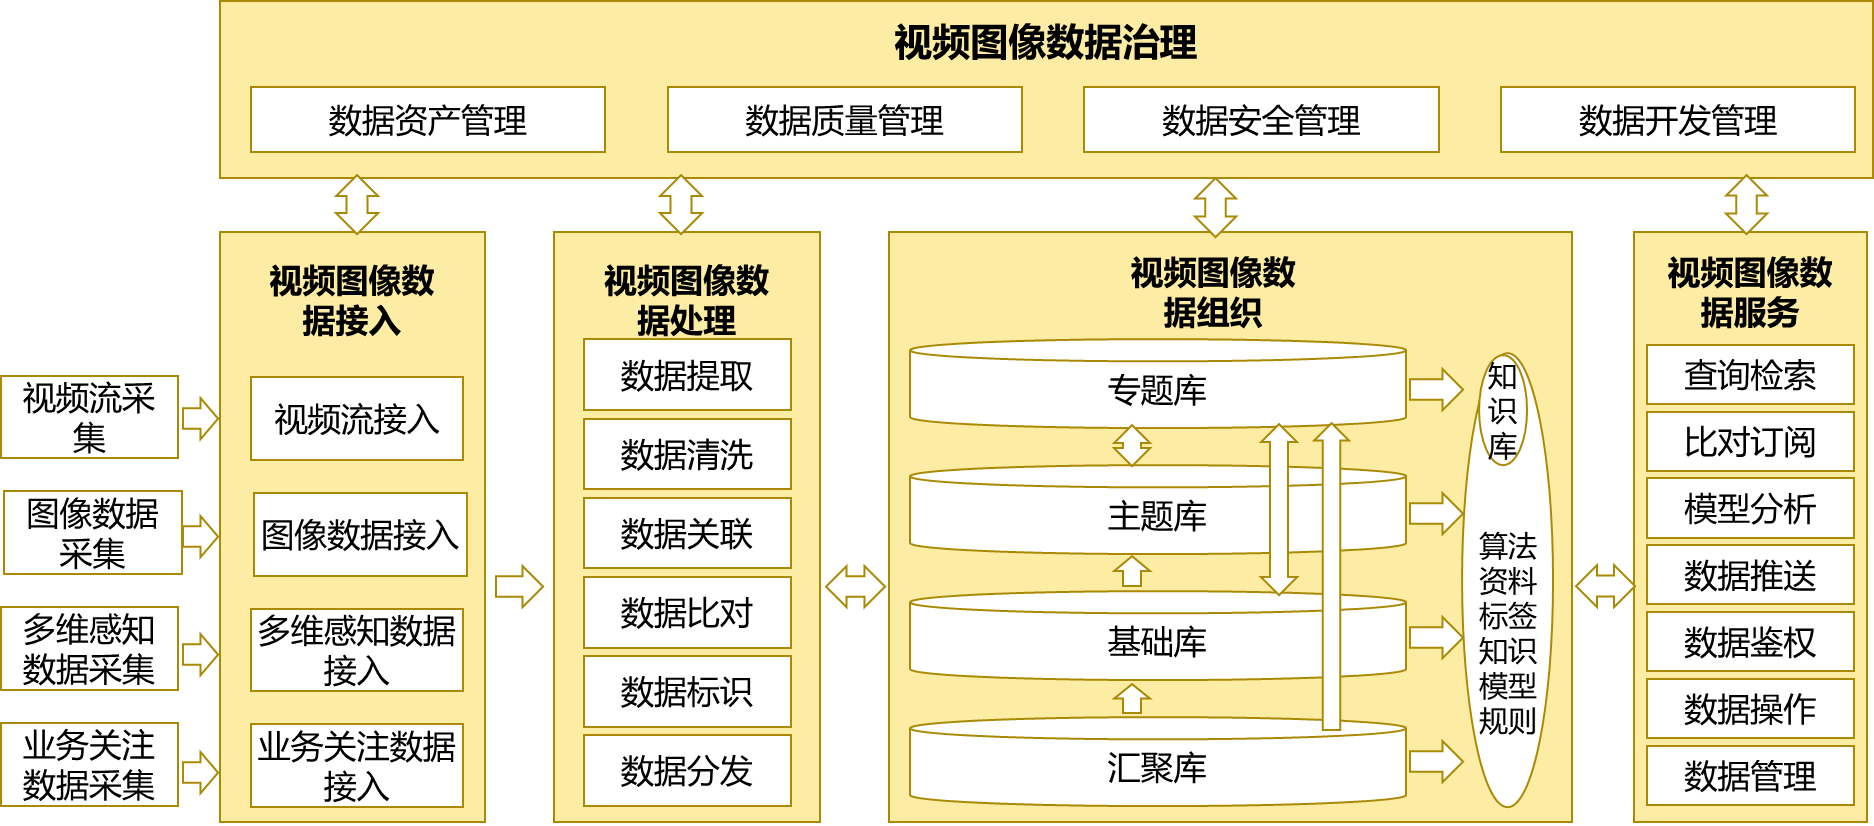 视频图像数据治理
数据资产管理
数据质量管理
数据安全管理
数据开发管理
视频流采
集
图像数据
采集
多维感知
数据采集
业务关注
数据采集
视频图像数
据接入
视频流接入
图像数据接入
多维感知数据
接入
业务关注数据
接入
视频图像数
据处理
数据提取
数据清洗
数据关联
数据比对
数据标识
数据分发
视频图像数
据组织
专题库
主题库
基础库
汇聚库
知
识
库
算法
资料
标签
知识
模型
规则
视频图像数
据服务
查询检索
比对订阅
模型分析
数据推送
数据鉴权
数据操作
数据管理